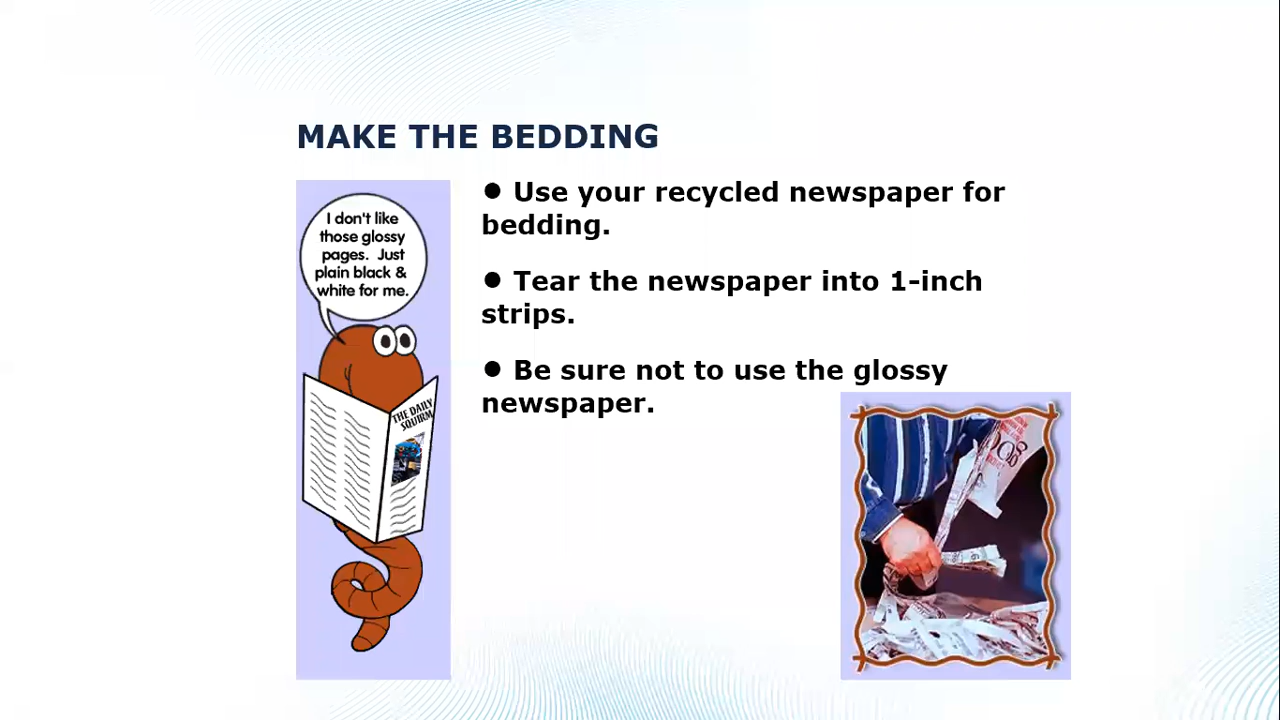 MAKE THE BEDDING
I don't like
those glossy
pages. Just
plain black &
white for me.
THE DAILY
SQUIRM
● Use your recycled newspaper for
bedding.
● Tear the newspaper into 1-inch
strips.
● Be sure not to use the glossy
newspaper.